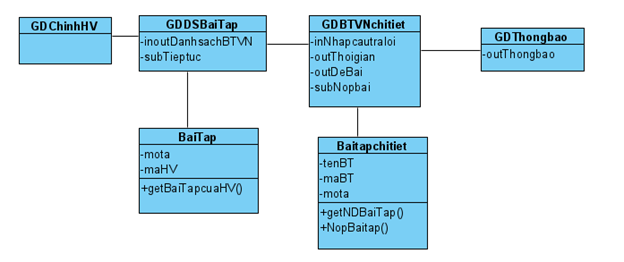 GDChinhHV
GDDSBaiTap
-inoutDanhsachBTVN
-subTieptuc
GDBTVNchitiet
-inNhapcautraloi
-outThoigian
-outDeBai
-subNopbai
GDThongbao
-outThongbao
BaiTap
-mota
-maHV
+getBaiTapcuaHV()
Baitapchitiet
-tenBT
-maBT
-mota
+getNDBaiTap()
+NopBaitap()